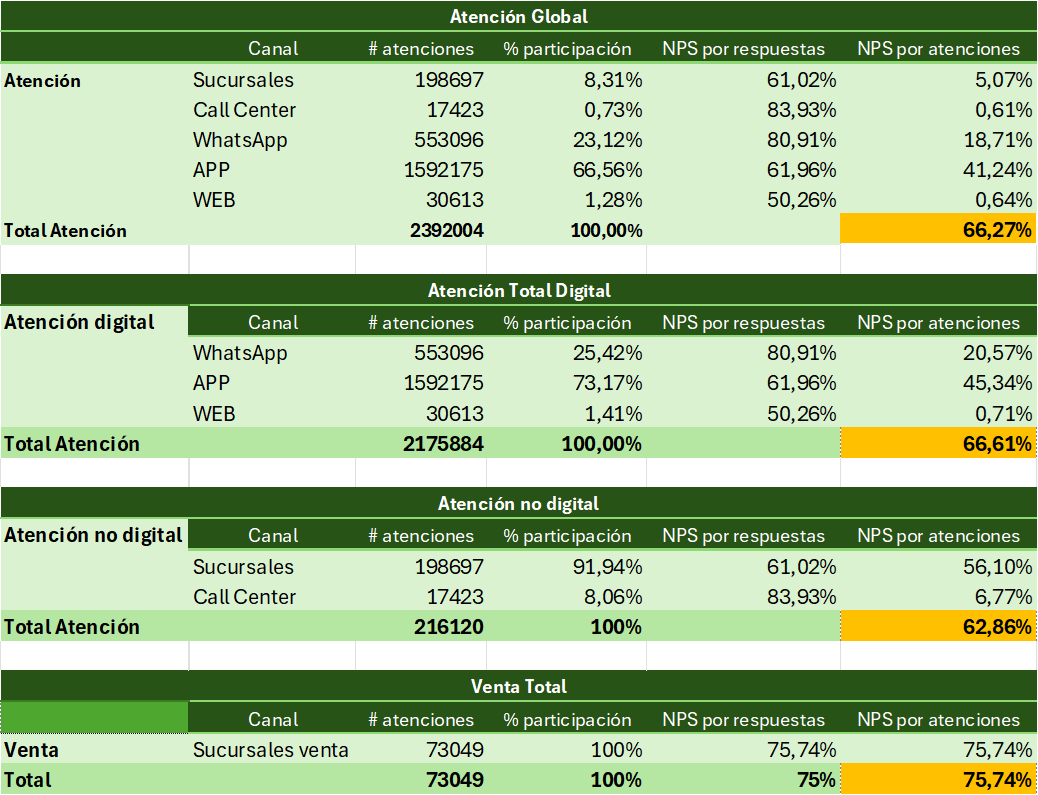 Atención Global
Canal # atenciones % participación NPS por respuestas NPS por atenciones
Atención Sucursales 198697 8,31% 61,02% 5,07%
Call Center 17423 0,73% 83,93% 0,61%
WhatsApp 553096 23,12% 80,91% 18,71%
APP 1592175 66,56% 61,96% 41,24%
WEB 30613 1,28% 50,26% 0,64%
Total Atención 2392004 100,00% 66,27%
Atención Total Digital
Atención digital Canal # atenciones % participación NPS por respuestas NPS por atenciones
WhatsApp 553096 25,42% 80,91% 20,57%
APP 1592175 73,17% 61,96% 45,34%
WEB 30613 1,41% 50,26% 0,71%
Total Atención 2175884 100,00% 66,61%
Atención no digital
Atención no digital Canal # atenciones % participación NPS por respuestas NPS por atenciones
Sucursales 198697 91,94% 61,02% 56,10%
Call Center 17423 8,06% 83,93% 6,77%
Total Atención 216120 100% 62,86%
Venta Total
Canal # atenciones % participación NPS por respuestas NPS por atenciones
Venta Sucursales venta 73049 100% 75,74% 75,74%
Total 73049 100% 75% 75,74%